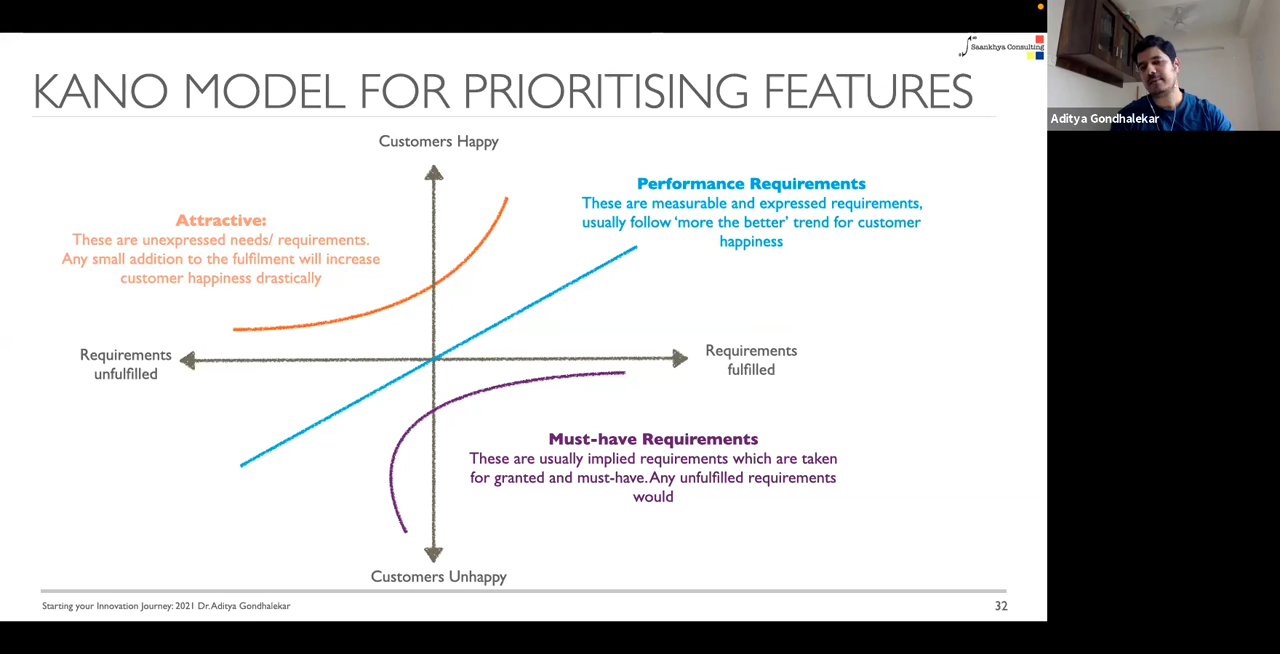 Saankhya Consulting
Aditya Gondhalekar
KANO MODEL FOR PRIORITISING FEATURES
Customers Happy
Performance Requirements
These are measurable and expressed requirements,
usually follow ‘more the better’ trend for customer
happiness
Attractive:
These are unexpressed needs/ requirements.
Any small addition to the fulfilment will increase
customer happiness drastically
Requirements
unfulfilled
Requirements
fulfilled
Must-have Requirements
These are usually implied requirements which are taken
for granted and must-have. Any unfulfilled requirements
would
Customers Unhappy
Starting your Innovation Journey: 2021 Dr. Aditya Gondhalekar
32